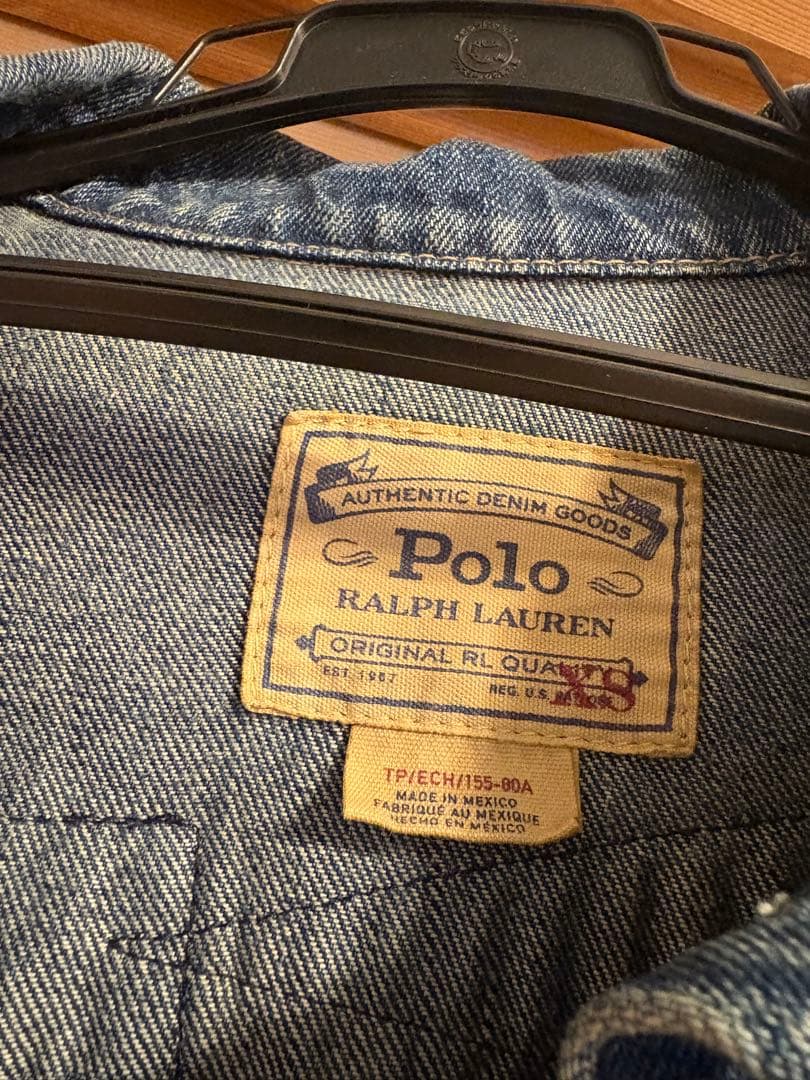 AUTHENTIC DENIM GOODS
Polo
RALPH LAUREN
ORIGINAL RL
EST. 1967
REG. U.S.
XS
TP/ECH/155-80A
MADE IN MEXICO
FABRIQUÉ AU MEXIQUE
HECHO EN MÉXICO